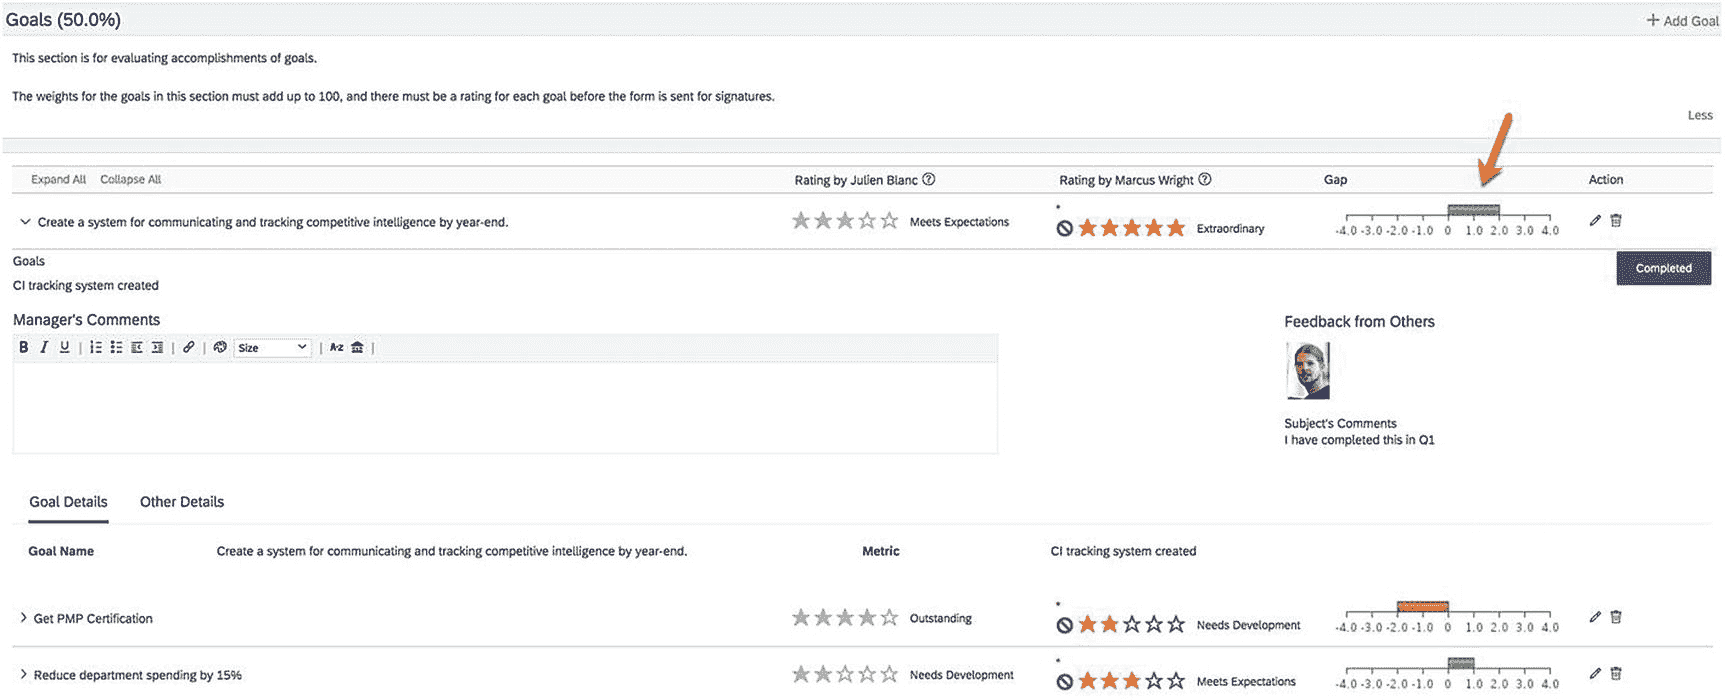 Goals (50.0%)
+ Add Goal
This section is for evaluating accomplishments of goals.
The weights for the goals in this section must add up to 100, and there must be a rating for each goal before the form is sent for signatures.
Less
Expand All Collapse All Rating by Julien Blanc Rating by Marcus Wright Gap Action
Create a system for communicating and tracking competitive intelligence by year-end. Meets Expectations * Extraordinary -4.0 -3.0 -2.0 -1.0 0 1.0 2.0 3.0 4.0
Goals
Completed
CI tracking system created
Manager's Comments
B I U Size A-Z
Feedback from Others
Subject's Comments
I have completed this in Q1
Goal Details Other Details
Goal Name Create a system for communicating and tracking competitive intelligence by year-end. Metric CI tracking system created
Get PMP Certification Outstanding * Needs Development -4.0 -3.0 -2.0 -1.0 0 1.0 2.0 3.0 4.0
Reduce department spending by 15% Needs Development * Meets Expectations -4.0 -3.0 -2.0 -1.0 0 1.0 2.0 3.0 4.0